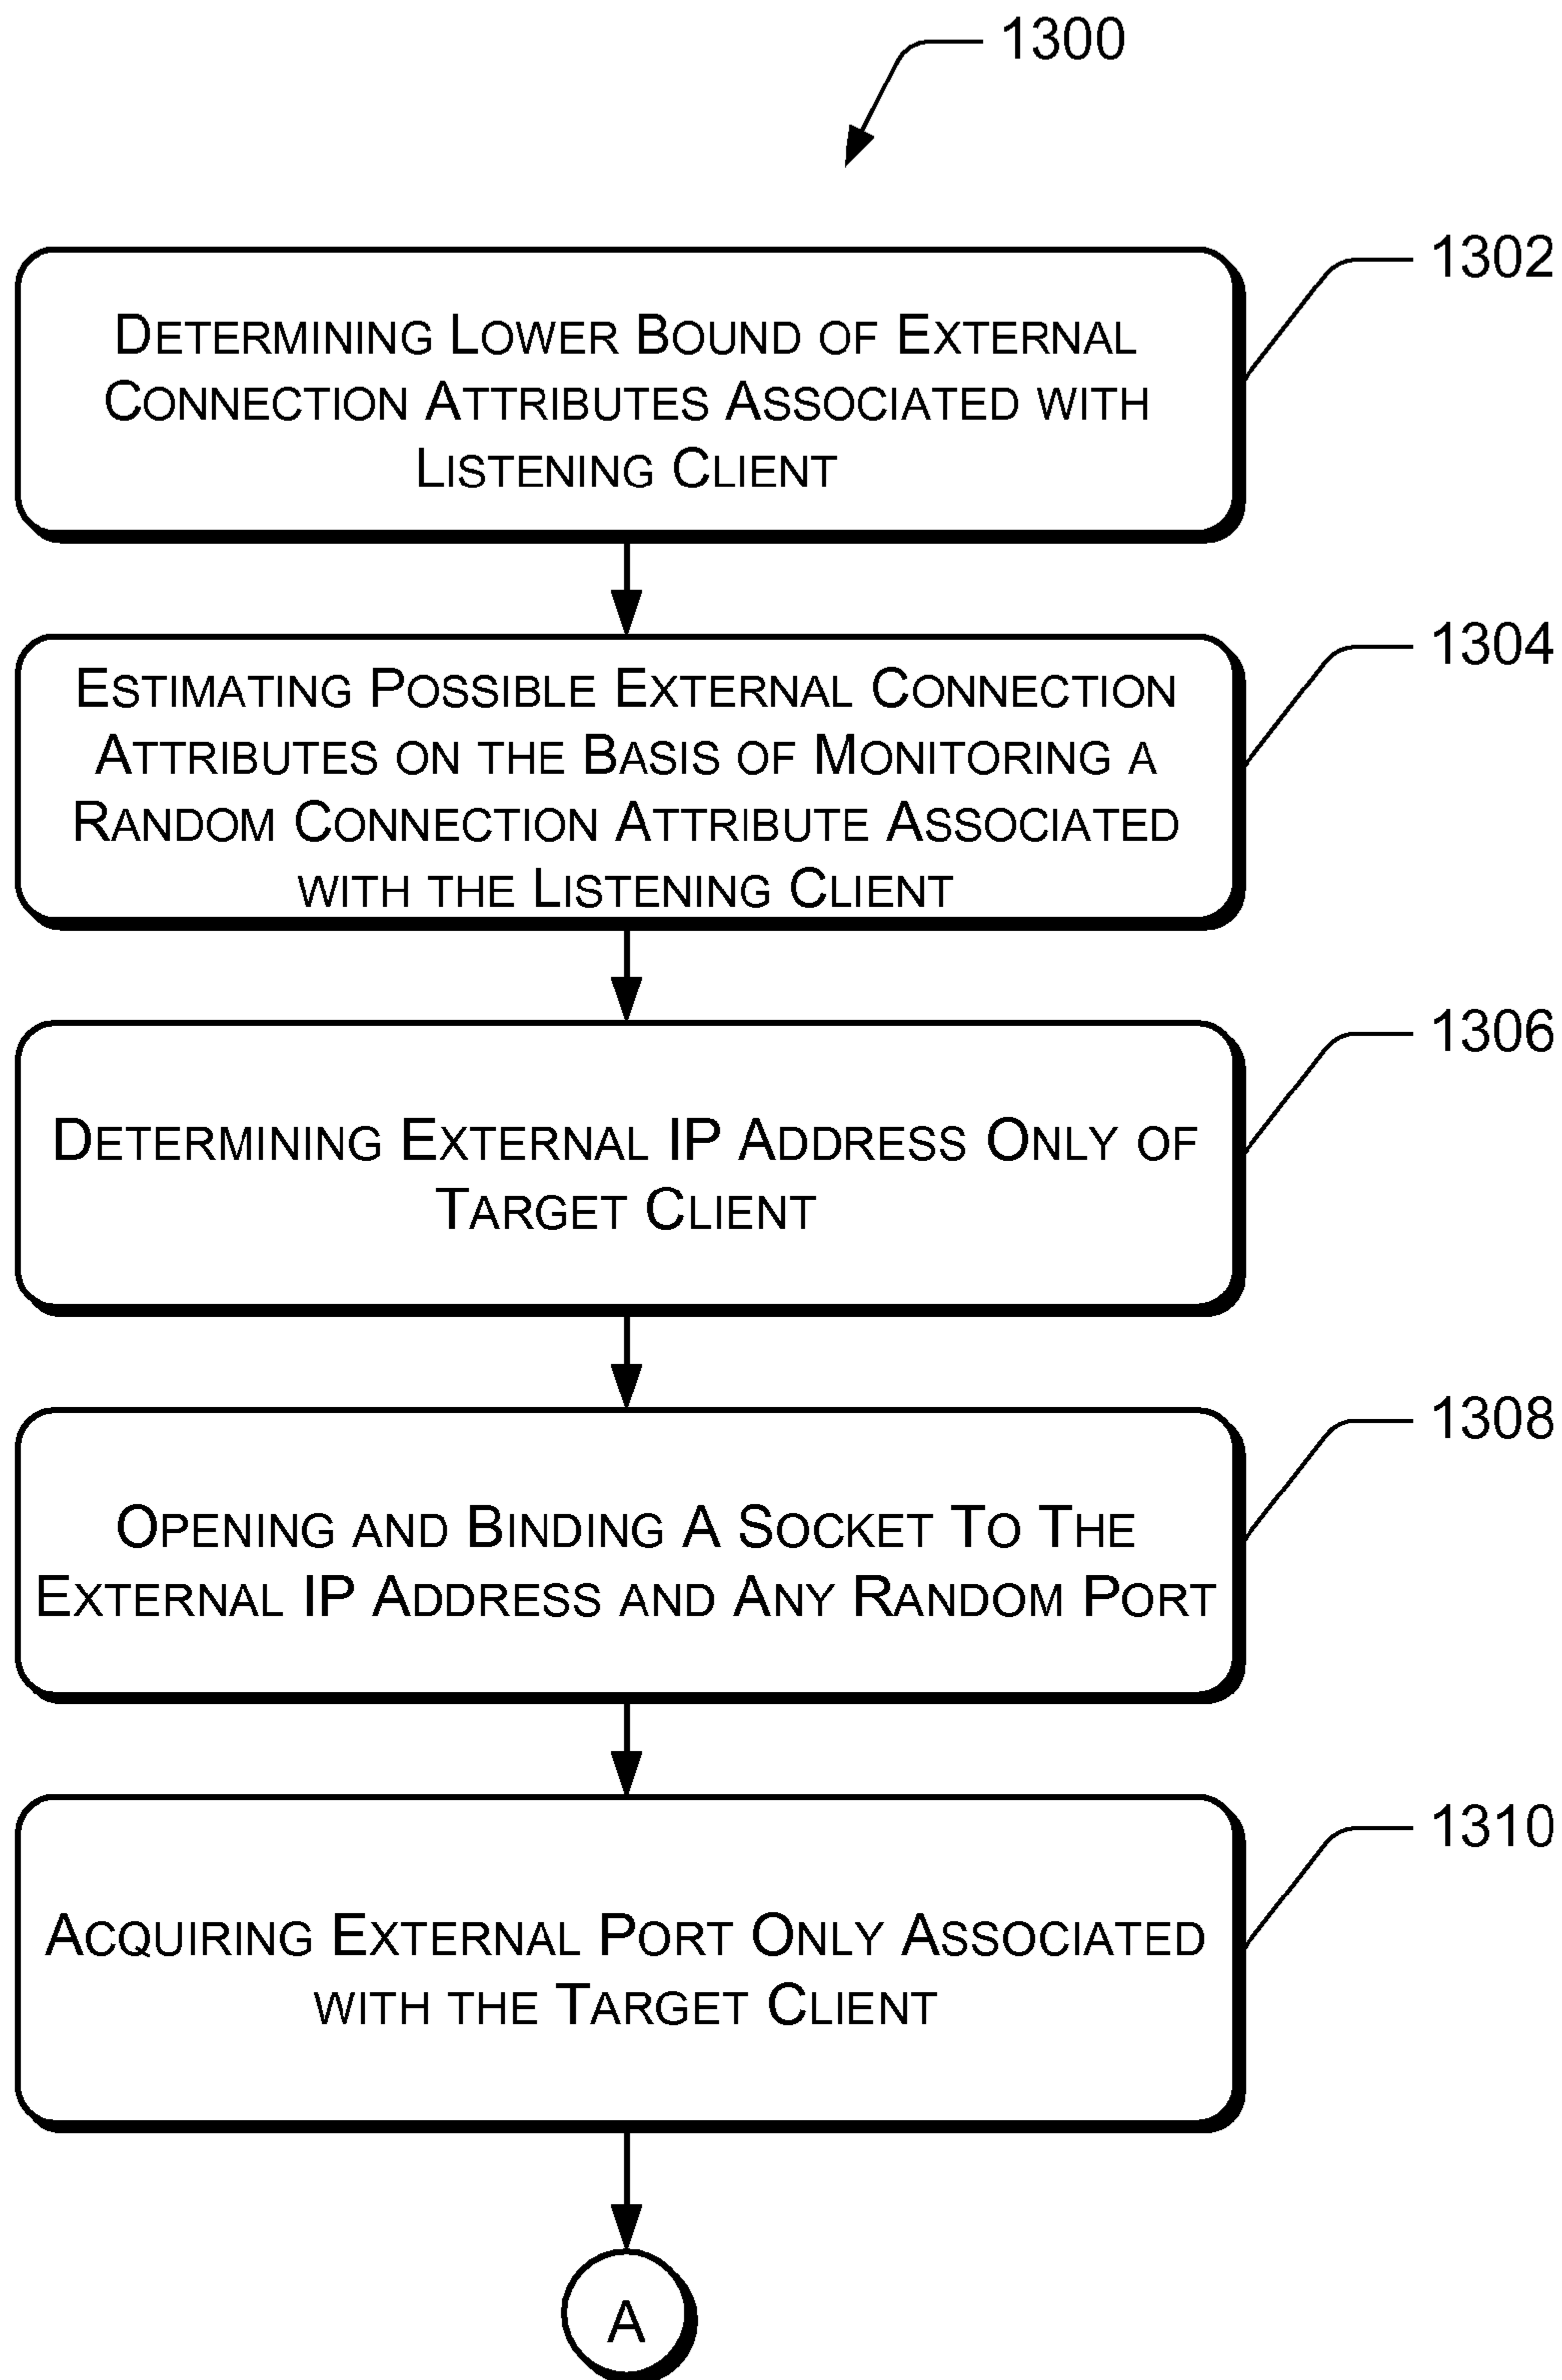 1300
1302
DETERMINING LOWER BOUND OF EXTERNAL
CONNECTION ATTRIBUTES ASSOCIATED WITH
LISTENING CLIENT
1304
ESTIMATING POSSIBLE EXTERNAL CONNECTION
ATTRIBUTES ON THE BASIS OF MONITORING A
RANDOM CONNECTION ATTRIBUTE ASSOCIATED
WITH THE LISTENING CLIENT
1306
DETERMINING EXTERNAL IP ADDRESS ONLY OF
TARGET CLIENT
1308
OPENING AND BINDING A SOCKET TO THE
EXTERNAL IP ADDRESS AND ANY RANDOM PORT
1310
ACQUIRING EXTERNAL PORT ONLY ASSOCIATED
WITH THE TARGET CLIENT
A